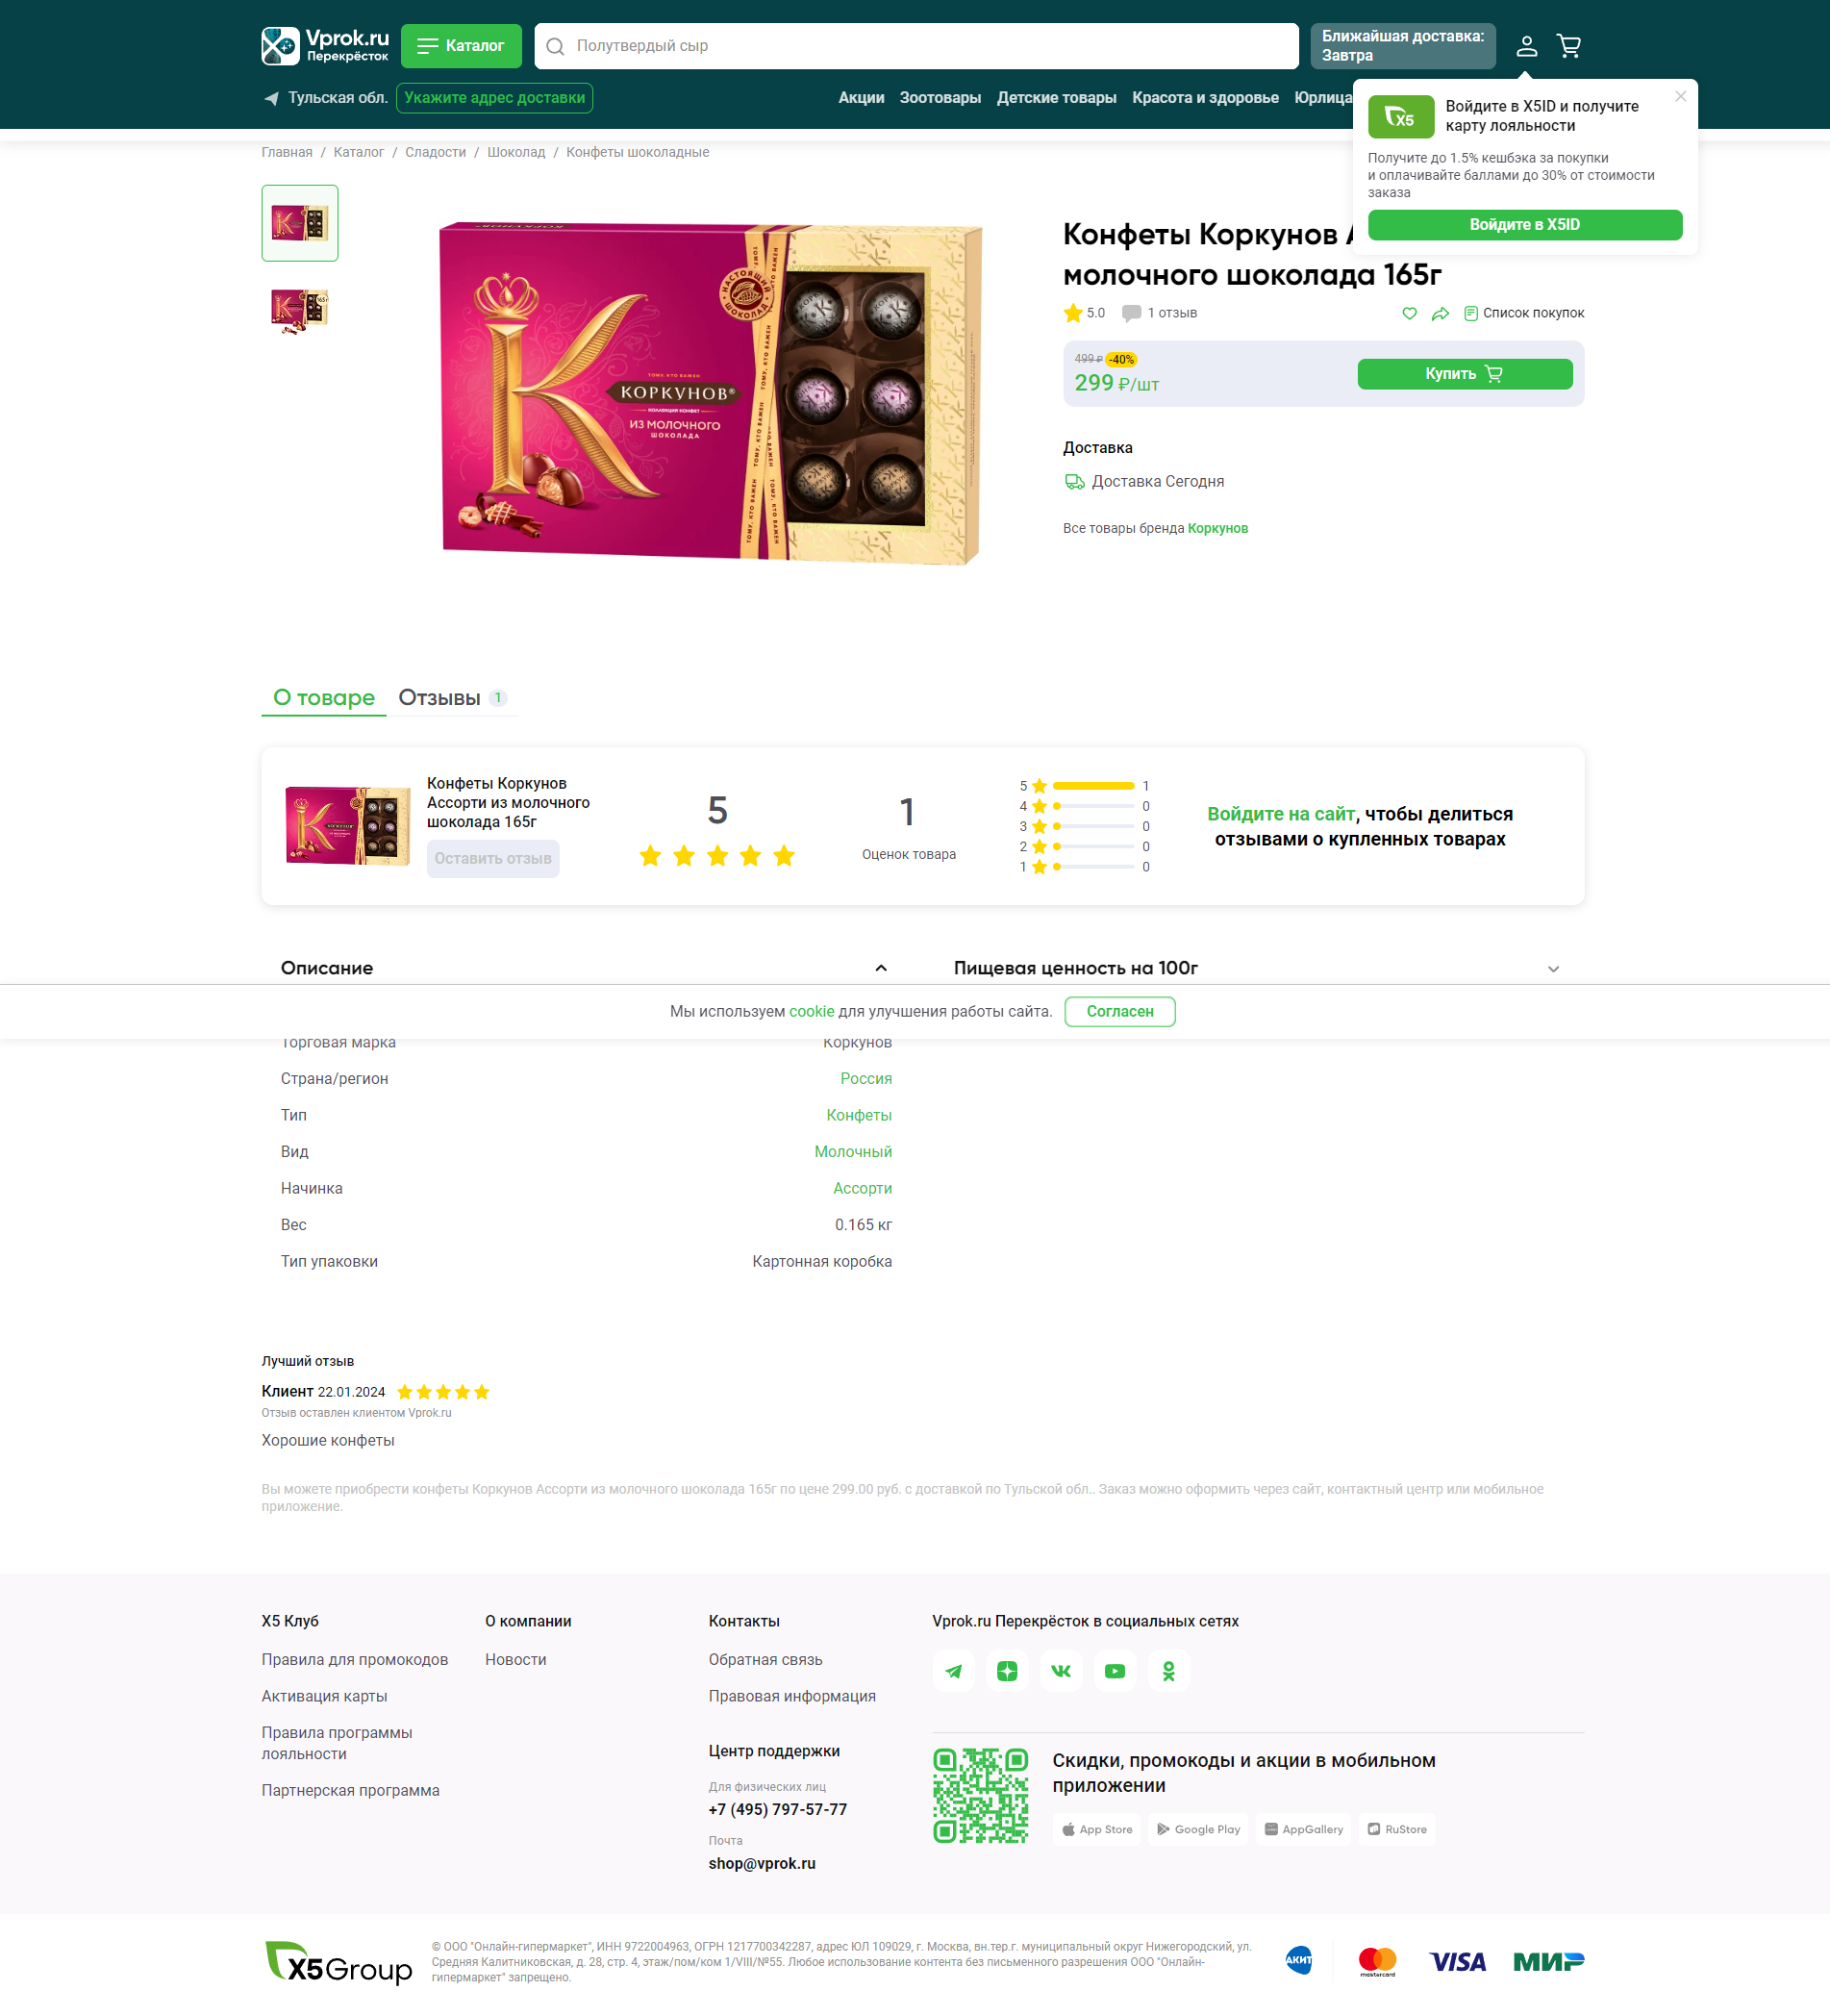 Vprok.ru
Перекрёсток
Каталог
Полутвердый сыр
Ближайшая доставка:
Завтра
Тульская обл.
Укажите адрес доставки
Акции
Зоотовары
Детские товары
Красота и здоровье
Юрлица
X5
Войдите в X5ID и получите
карту лояльности
Получите до 1.5% кешбэка за покупки
и оплачивайте баллами до 30% от стоимости
заказа
Войдите в X5ID
Главная / Каталог / Сладости / Шоколад / Конфеты шоколадные
НАСТОЯЩИЙ
ШОКОЛАД
ТОМУ, КТО ВАЖЕН
КОРКУНОВ®
КОЛЛЕКЦИЯ КОНФЕТ
ИЗ МОЛОЧНОГО
ШОКОЛАДА
Конфеты Коркунов
молочного шоколада 165г
5.0
1 отзыв
Список покупок
499 ₽ -40%
299 ₽/шт
Купить
Доставка
Доставка Сегодня
Все товары бренда Коркунов
О товаре
Отзывы 1
Конфеты Коркунов
Ассорти из молочного
шоколада 165г
Оставить отзыв
5
1
Оценок товара
5 1
4 0
3 0
2 0
1 0
Войдите на сайт, чтобы делиться
отзывами о купленных товарах
Описание
Пищевая ценность на 100г
Мы используем cookie для улучшения работы сайта.
Согласен
Торговая марка Коркунов
Страна/регион Россия
Тип Конфеты
Вид Молочный
Начинка Ассорти
Вес 0.165 кг
Тип упаковки Картонная коробка
Лучший отзыв
Клиент 22.01.2024
Отзыв оставлен клиентом Vprok.ru
Хорошие конфеты
Вы можете приобрести конфеты Коркунов Ассорти из молочного шоколада 165г по цене 299.00 руб. с доставкой по Тульской обл.. Заказ можно оформить через сайт, контактный центр или мобильное
приложение.
X5 Клуб
Правила для промокодов
Активация карты
Правила программы
лояльности
Партнерская программа
О компании
Новости
Контакты
Обратная связь
Правовая информация
Центр поддержки
Для физических лиц
+7 (495) 797-57-77
Почта
shop@vprok.ru
Vprok.ru Перекрёсток в социальных сетях
Скидки, промокоды и акции в мобильном
приложении
App Store
Google Play
AppGallery
RuStore
X5Group
© ООО "Онлайн-гипермаркет", ИНН 9722004963, ОГРН 1217700342287, адрес ЮЛ 109029, г. Москва, вн.тер.г. муниципальный округ Нижегородский, ул.
Средняя Калитниковская, д. 28, стр. 4, этаж/пом/ком 1/VIII/№55. Любое использование контента без письменного разрешения ООО "Онлайн-
гипермаркет" запрещено.
АКИТ
mastercard
VISA
МИР